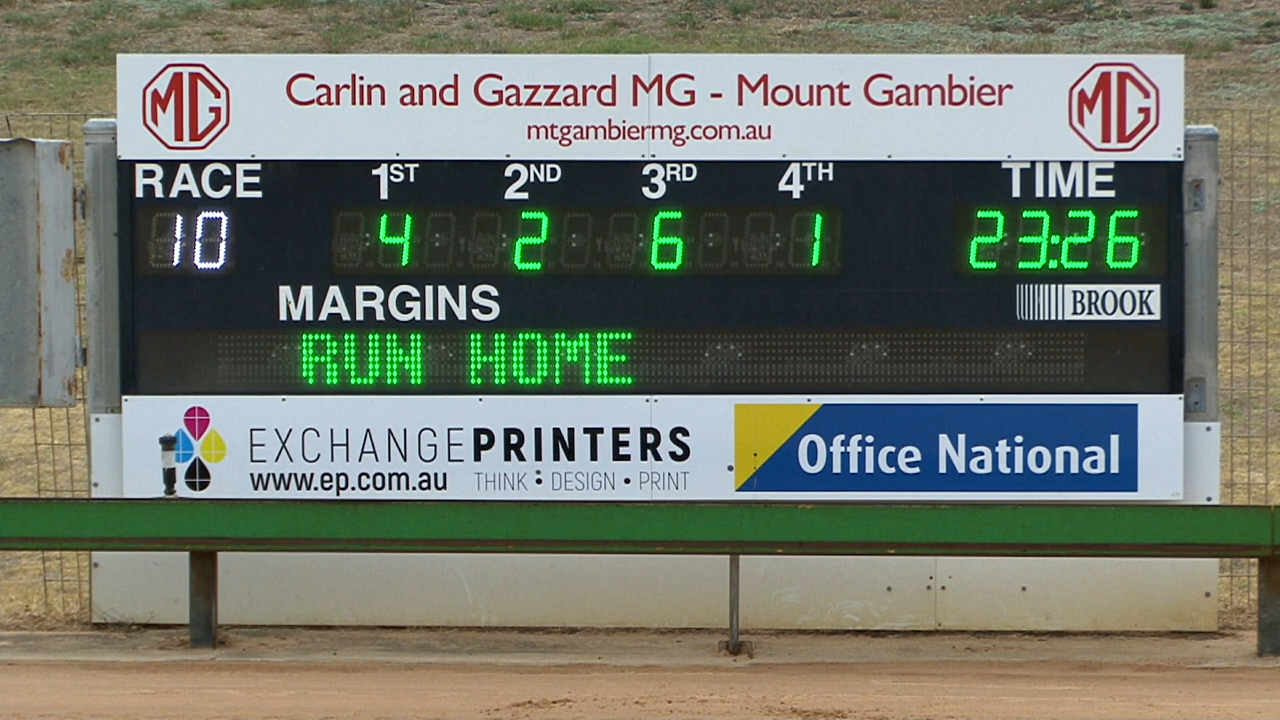 MG Carlin and Gazzard MG - Mount Gambier MG
mtgambiermg.com.au
RACE 1ST 2ND 3RD 4TH TIME
10 4 2 6 1 23:26
MARGINS BROOK
RUN HOME
EXCHANGEPRINTERS Office National
www.ep.com.au THINK : DESIGN • PRINT